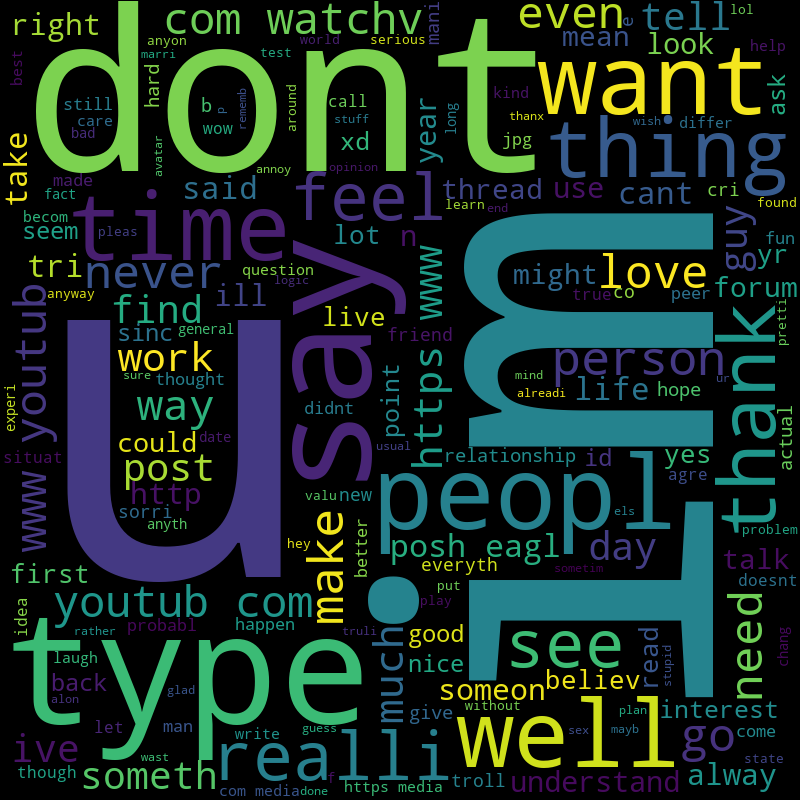 right
com watchv
even
tell
lol
e
anyon
marri
test
world
serious
mani
mean
look
help
best
dont
want
ask
hard
still
care
bad
b
p
wow
rememb
around
call
stuff
xd
year
long
kind
thanx
jpg
wish
differ
thing
take
avatar
annoy
opinion
made
fact
said
feel
thread
learn
end
use
cant
cri
found
becom
seem
pleas
time
lot
n
www
guy
fun
yr
tri
never
question
logic
say
might
love
true
co
peer
forum
anyway
find
ill
live
friend
I m
youtub
sinc
general
work
sure
thought
way
didnt
point
https
person
mind
alreadi
ur
life
hope
thank
pretti
actual
experi
u
could
date
post
usual
relationship
id
yes
agre
situat
http
valu
new
www
sorri
anyth
peopl
els
problem
hey
make
better
posh eagl
day
talk
first
everyth
sometim
doesnt
idea
youtub com
put
play
need
chang
rather
probabl
happen
truli
type
much
good
see
read
stupid
laugh
nice
back
glad
someon
believ
alon
without
plan
interest
let
man
guess
write
give
well
sex
mayb
go
come
ive
though
wast
realli
state
someth
f
com media
done
https media
troll
understand
alway